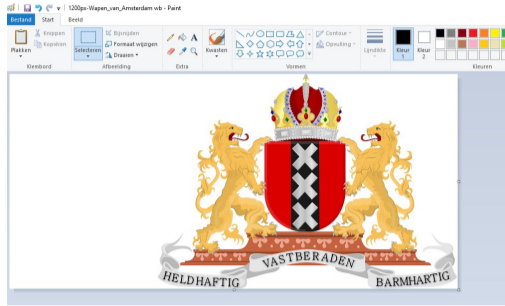 1200px-Wapen_van_Amsterdam wb - Paint
Bestand Start Beeld
Plakken
Knippen
Kopiëren
Klembord
Selecteren
Bijsnijden
Formaat wijzigen
Draaien
Afbeelding
A
Extra
Kwasten
Contour
Opvulling
Vormen
Lijndikte
Kleur 1
Kleur 2
Kleuren
HELDHAFTIG VASTBERADEN BARMHARTIG